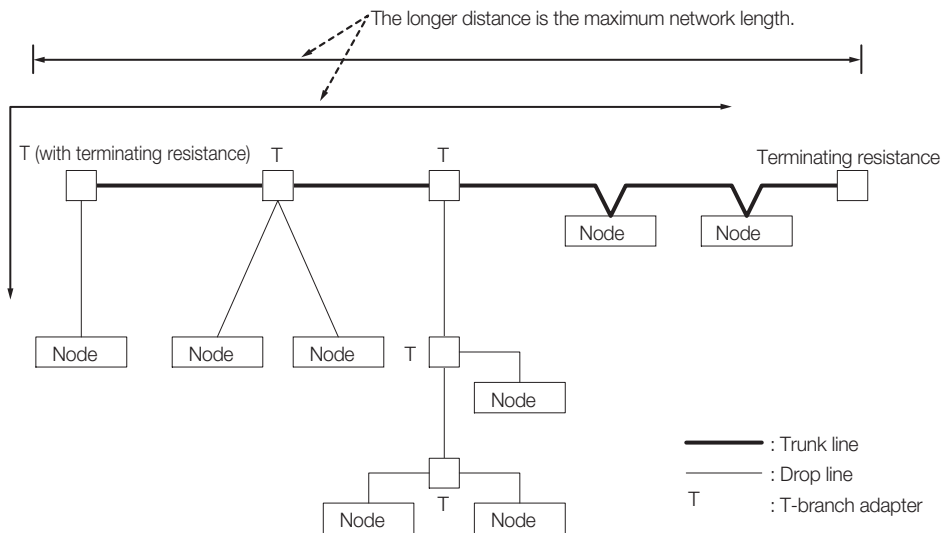 The longer distance is the maximum network length.
T (with terminating resistance)
T
T
Terminating resistance
Node
Node
Node
Node
Node
T
Node
T
Node
Node
: Trunk line
: Drop line
T : T-branch adapter